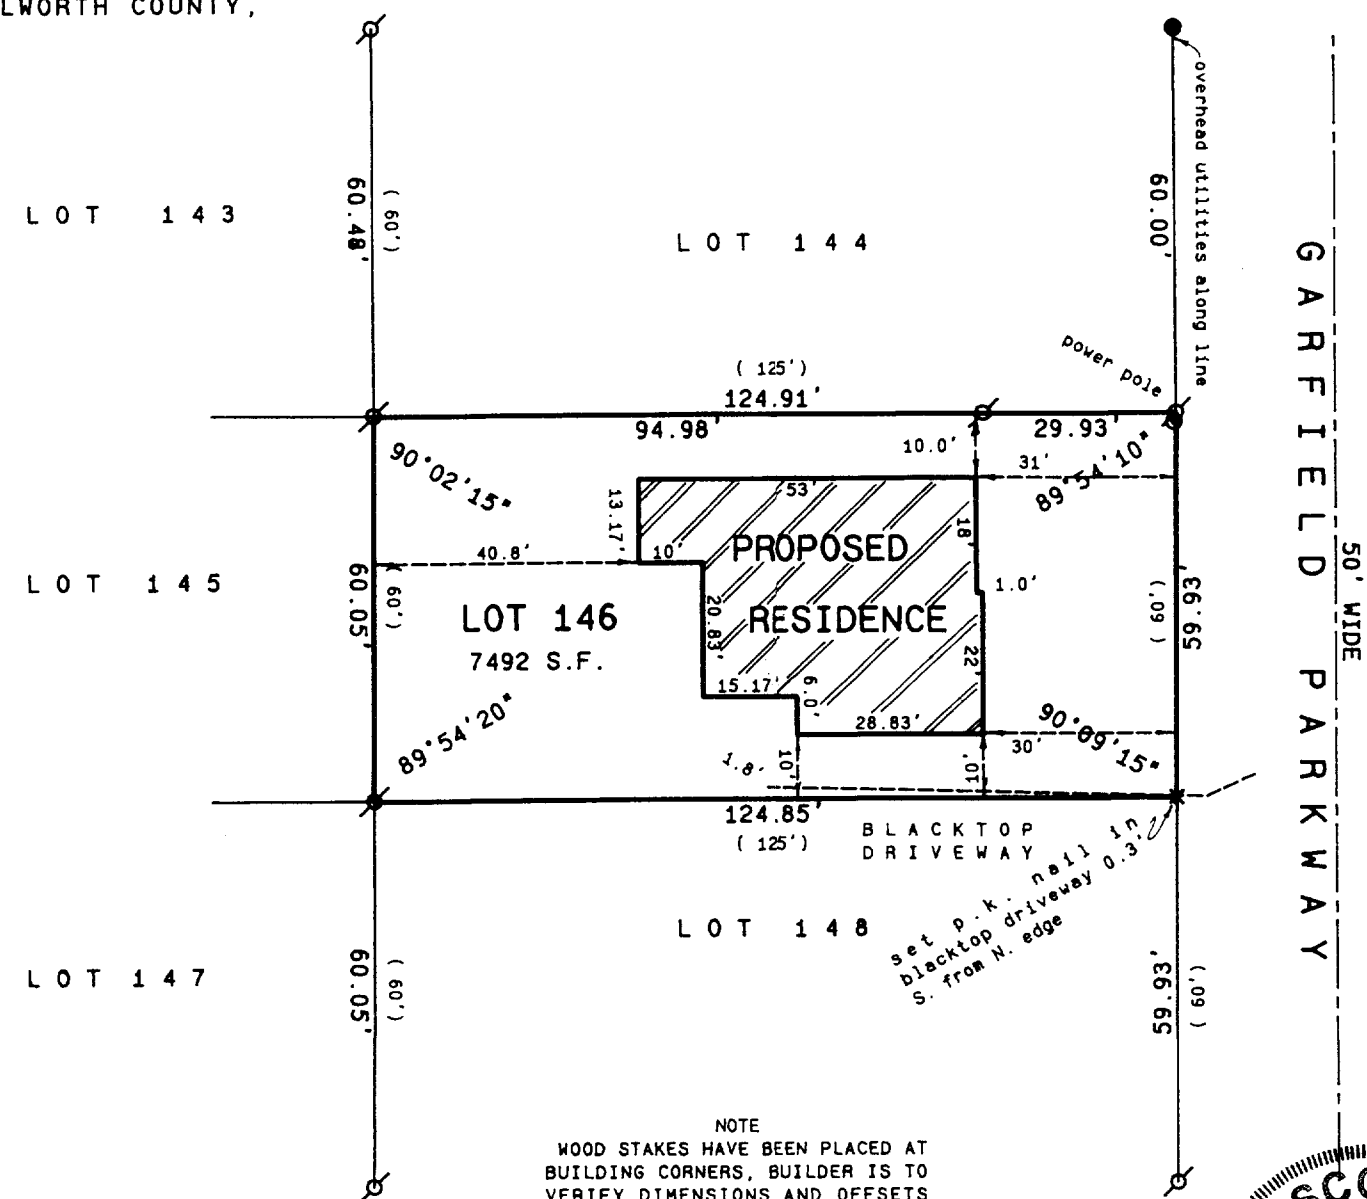 LWORTH COUNTY,
overhead utilities along line
60.48'
( 60')
60.00'
LOT 143
LOT 144
GARFIELD PARKWAY
50' WIDE
power pole
( 125')
124.91'
94.98'
29.93'
10.0'
31'
90°02'15"
89°54'10"
53'
13.17'
18'
PROPOSED
10'
40.8'
LOT 145
60.05'
( 60')
1.0'
59.93'
( 60')
LOT 146
7492 S.F.
20.83'
RESIDENCE
22'
15.17'
6.0'
28.83'
89°54'20"
90°09'15"
30'
1.8'
10'
10'
124.85'
( 125')
BLACKTOP
DRIVEWAY
set p.k. nail in
blacktop driveway 0.3'
S. from N. edge
LOT 148
LOT 147
60.05'
( 60')
59.93'
( 60')
NOTE
WOOD STAKES HAVE BEEN PLACED AT
BUILDING CORNERS, BUILDER IS TO
VERIFY DIMENSIONS AND OFFSETS
SCO